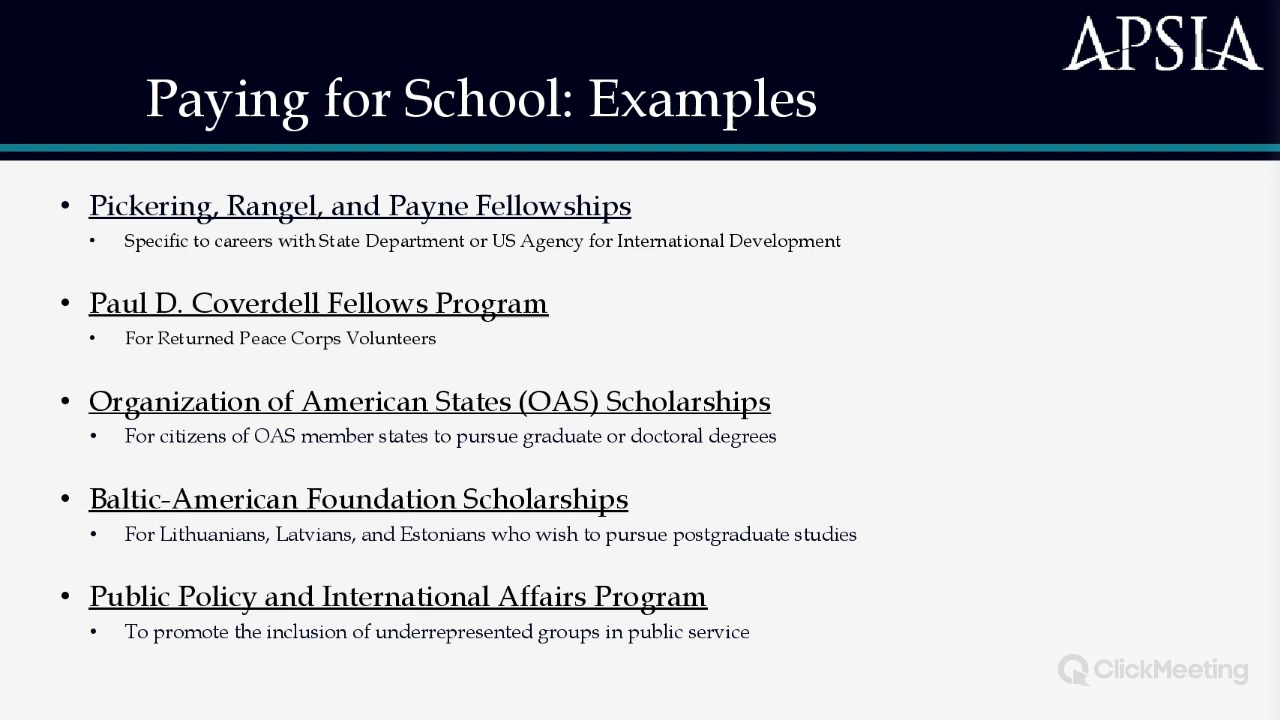 APSIA
Paying for School: Examples
• Pickering, Rangel, and Payne Fellowships
• Specific to careers with State Department or US Agency for International Development
• Paul D. Coverdell Fellows Program
• For Returned Peace Corps Volunteers
• Organization of American States (OAS) Scholarships
• For citizens of OAS member states to pursue graduate or doctoral degrees
• Baltic-American Foundation Scholarships
• For Lithuanians, Latvians, and Estonians who wish to pursue postgraduate studies
• Public Policy and International Affairs Program
• To promote the inclusion of underrepresented groups in public service
ClickMeeting